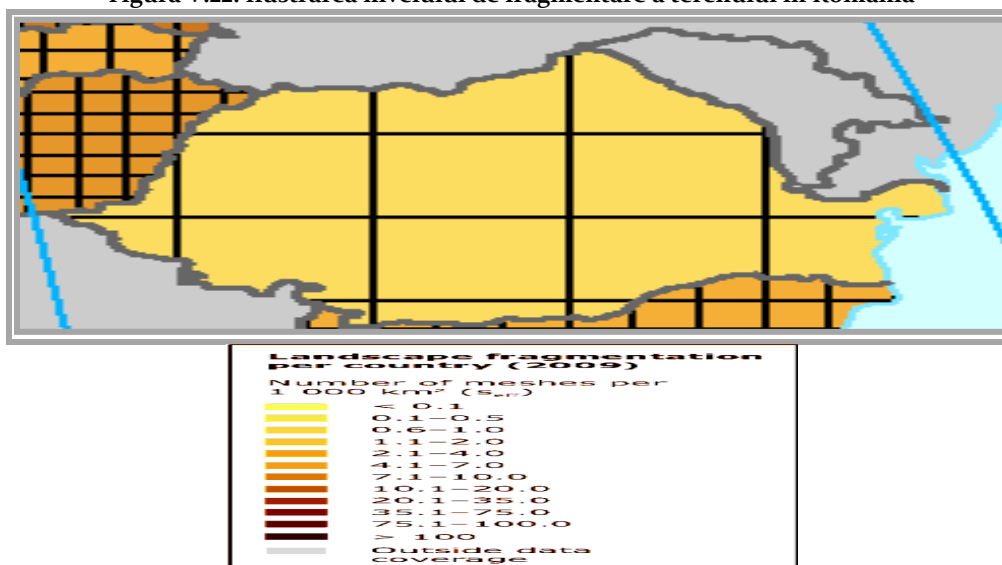 Figura V.22. Ilustrarea nivelului de fragmentare a terenului în România
Landscape fragmentation
per country (2009)
Number of meshes per
1 000 km² (seff)
< 0.1
0.1–0.5
0.6–1.0
1.1–2.0
2.1–4.0
4.1–7.0
7.1–10.0
10.1–20.0
20.1–35.0
35.1–75.0
75.1–100.0
> 100
Outside data
coverage